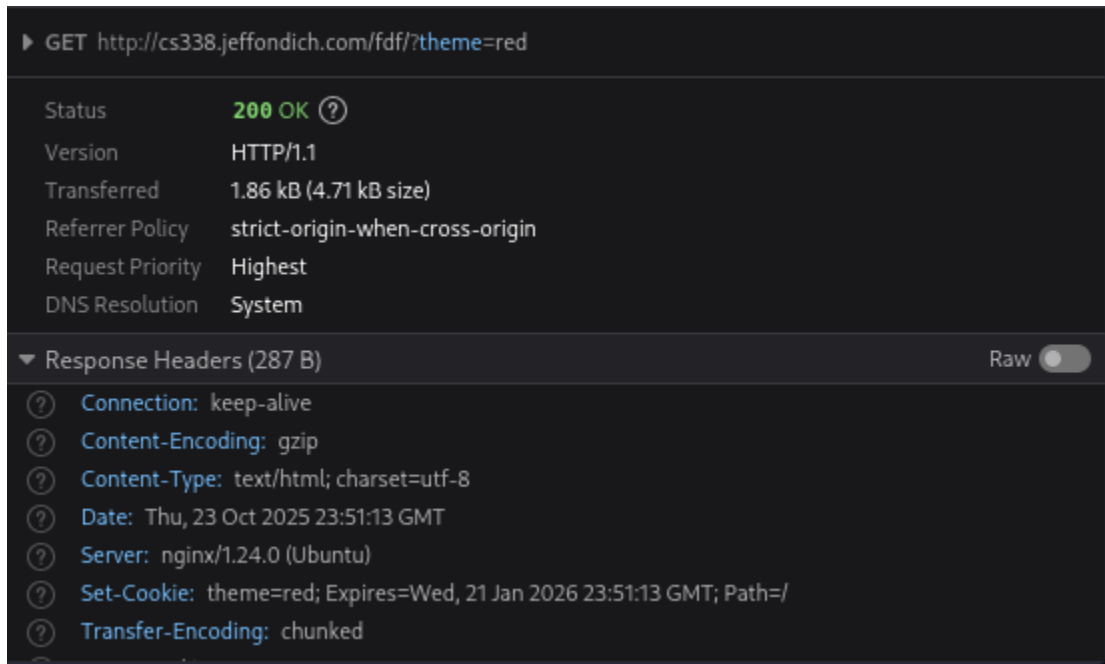 GET http://cs338.jeffondich.com/fdf/?theme=red
Status 200 OK ?
Version HTTP/1.1
Transferred 1.86 kB (4.71 kB size)
Referrer Policy strict-origin-when-cross-origin
Request Priority Highest
DNS Resolution System
Response Headers (287 B) Raw
? Connection: keep-alive
? Content-Encoding: gzip
? Content-Type: text/html; charset=utf-8
? Date: Thu, 23 Oct 2025 23:51:13 GMT
? Server: nginx/1.24.0 (Ubuntu)
? Set-Cookie: theme=red; Expires=Wed, 21 Jan 2026 23:51:13 GMT; Path=/
? Transfer-Encoding: chunked